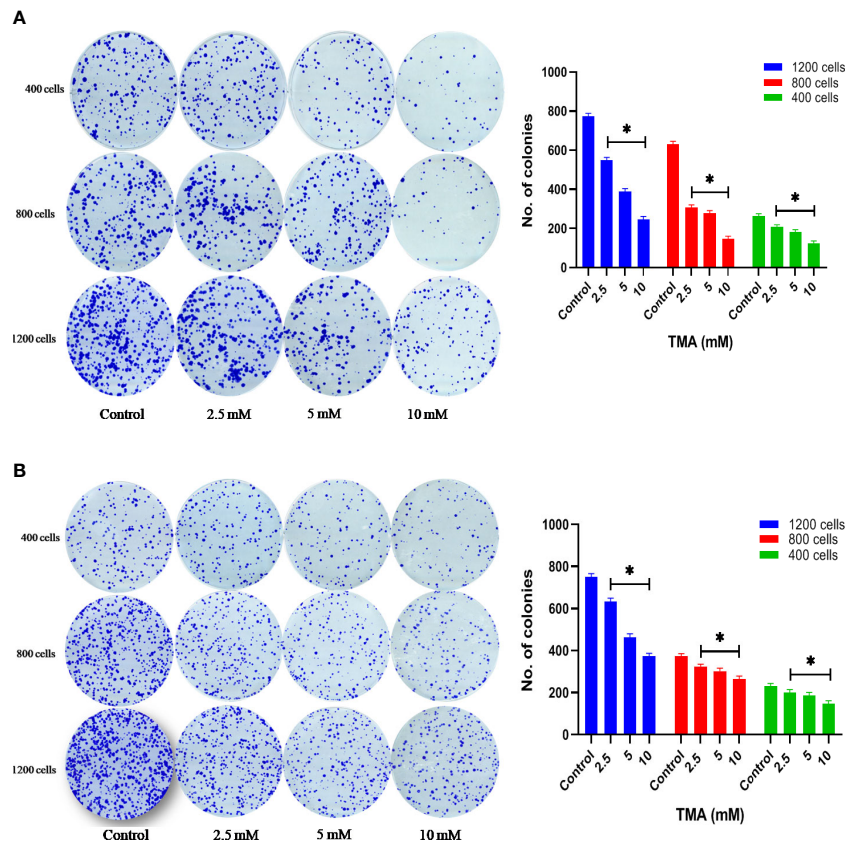 A
400 cells
800 cells
1200 cells
Control 2.5 mM 5 mM 10 mM
No. of colonies
1000
800
600
400
200
0
1200 cells
800 cells
400 cells
*
*
*
Control 2.5 5 10 Control 2.5 5 10 Control 2.5 5 10
TMA (mM)
B
400 cells
800 cells
1200 cells
Control 2.5 mM 5 mM 10 mM
No. of colonies
1000
800
600
400
200
0
1200 cells
800 cells
400 cells
*
*
*
Control 2.5 5 10 Control 2.5 5 10 Control 2.5 5 10
TMA (mM)